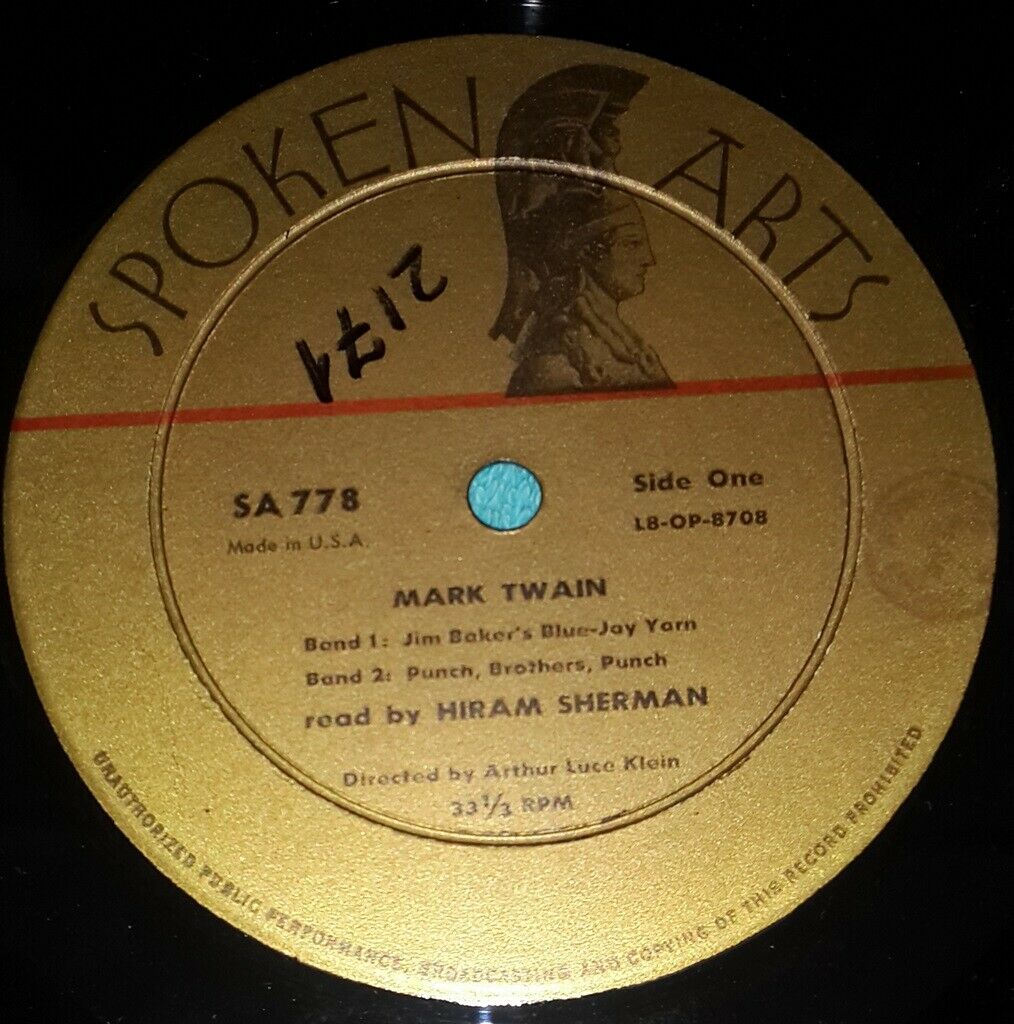 SPOKEN ARTS
2171
SA 778
Made in U.S.A.
Side One
L8-OP-8708
MARK TWAIN
Band 1: Jim Baker's Blue-Jay Yarn
Band 2: Punch, Brothers, Punch
read by HIRAM SHERMAN
Directed by Arthur Luce Klein
33 1/3 RPM
UNAUTHORIZED PUBLIC PERFORMANCE, BROADCASTING AND COPYING OF THIS RECORD PROHIBITED